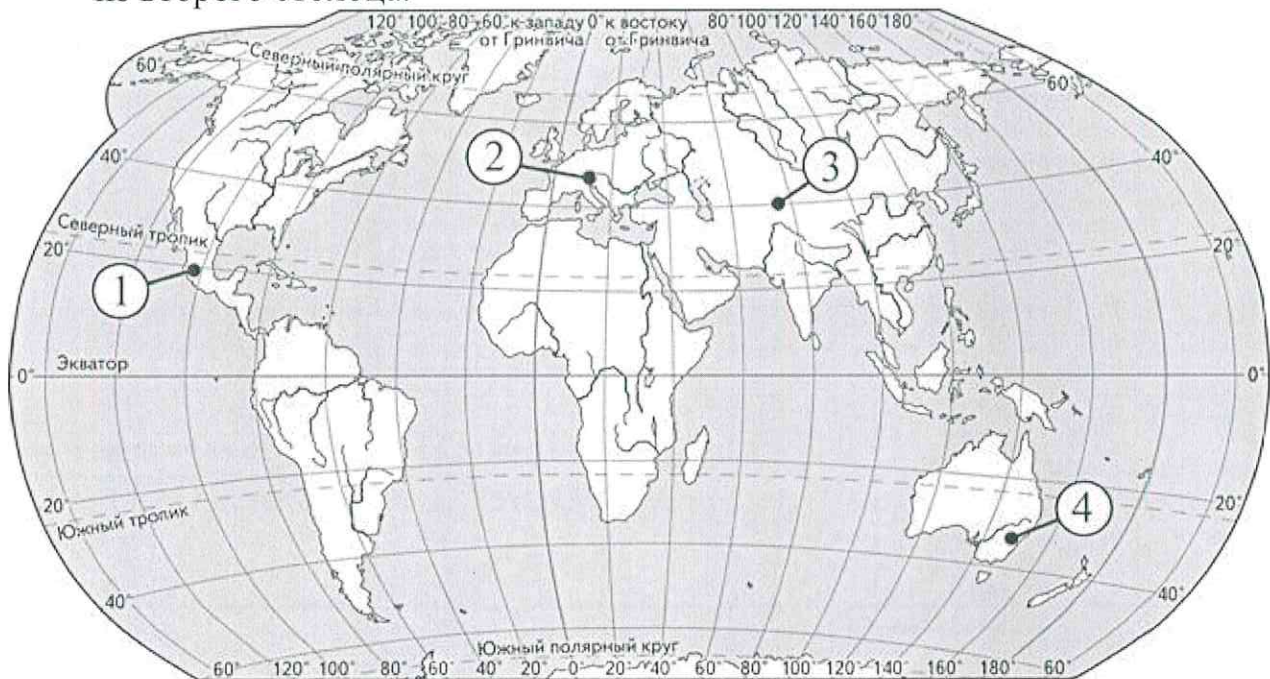 120˚ 100˚ 80˚ 60˚ к западу 0˚ к востоку 80˚ 100˚ 120˚ 140˚ 160˚ 180˚
от Гринвича от Гринвича
Северный полярный круг
60˚ 60˚
40˚ 2 3 40˚
Северный тропик
20˚ 20˚
1
Экватор
0˚ 0˚
20˚ 20˚
Южный тропик
4
40˚ 40˚
Южный полярный круг
60˚ 120˚ 100˚ 80˚ 60˚ 40˚ 20˚ 0˚ 20˚ 40˚ 60˚ 80˚ 100˚ 120˚ 140˚ 160˚ 180˚ 60˚